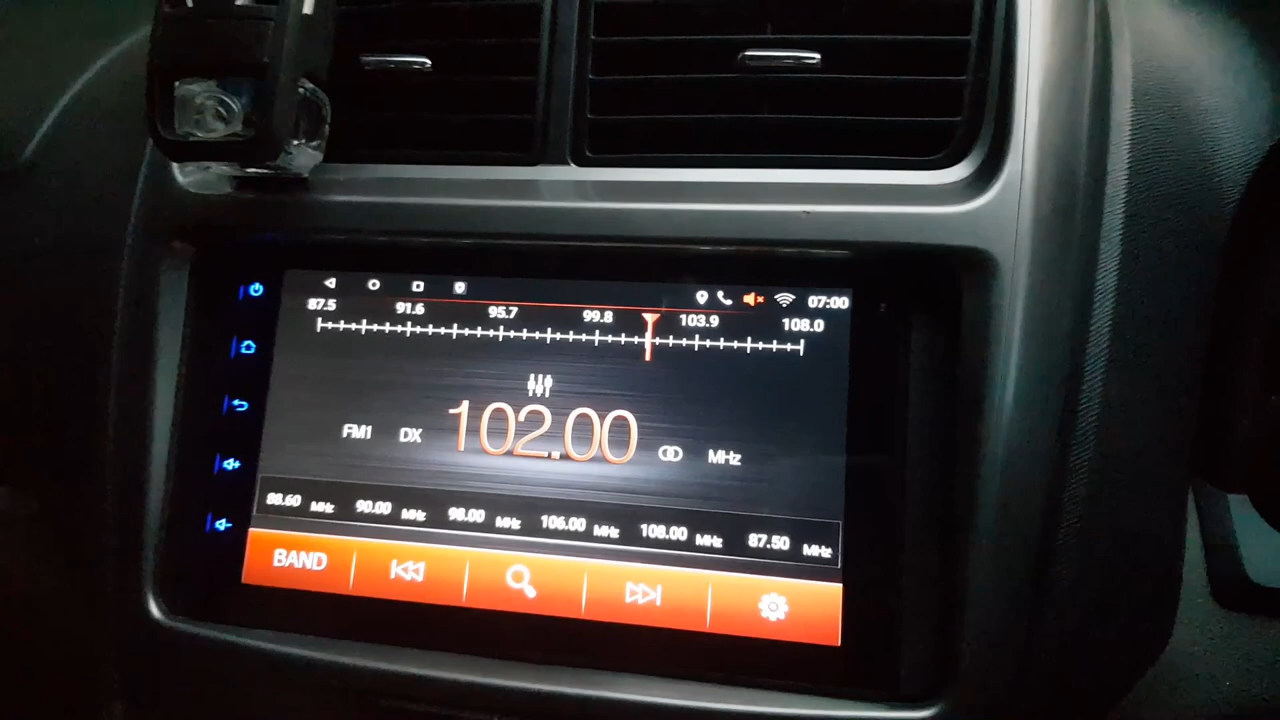 07:00
87.5 91.6 95.7 99.8 103.9 108.0
FM1 DX 102.00 MHz
88.60 MHz 90.00 MHz 98.00 MHz 106.00 MHz 108.00 MHz 87.50 MHz
BAND